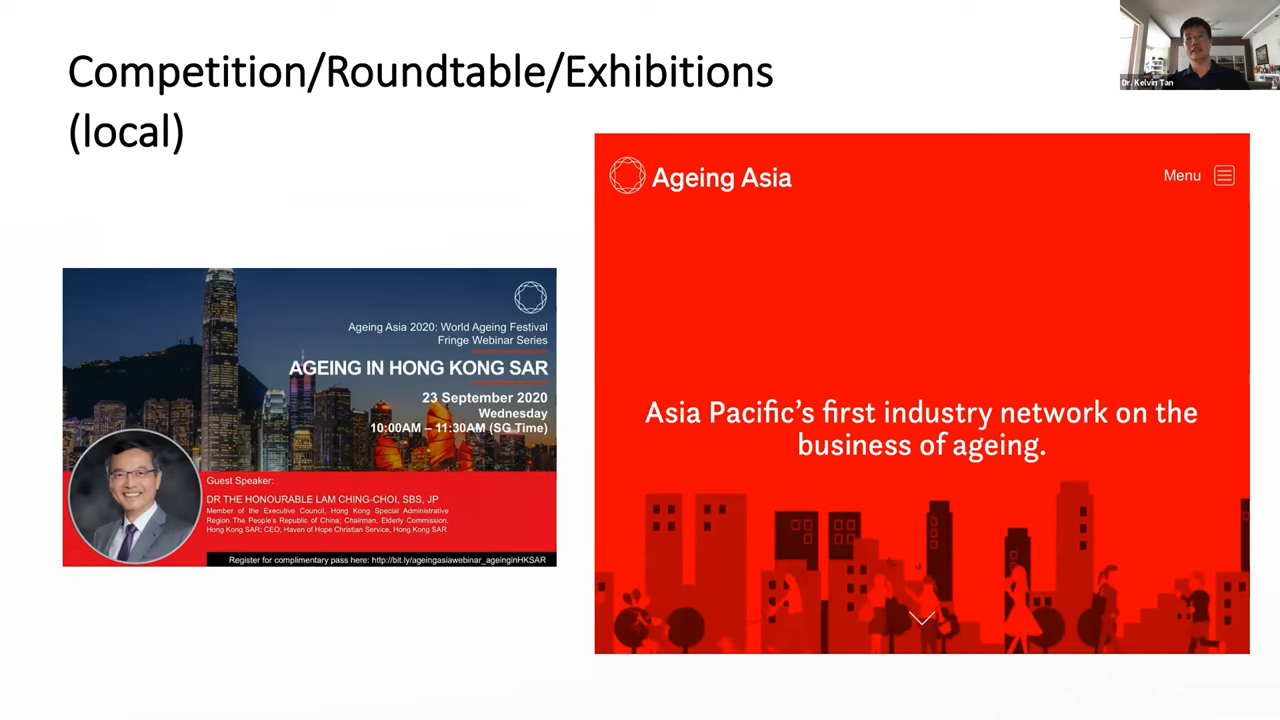 Competition/Roundtable/Exhibitions
(local)
Dr. Kelvin Tan
Ageing Asia 2020: World Ageing Festival
Fringe Webinar Series
AGEING IN HONG KONG SAR
23 September 2020
Wednesday
10:00AM – 11:30AM (SG Time)
Guest Speaker:
DR THE HONOURABLE LAM CHING-CHOI, SBS, JP
Member of the Executive Council, Hong Kong Special Administrative
Region The People's Republic of China; Chairman, Elderly Commission,
Hong Kong SAR; CEO, Haven of Hope Christian Service, Hong Kong SAR
Register for complimentary pass here: http://bit.ly/ageingasiawebinar_ageinginHKSAR
Ageing Asia
Menu
Asia Pacific's first industry network on the
business of ageing.